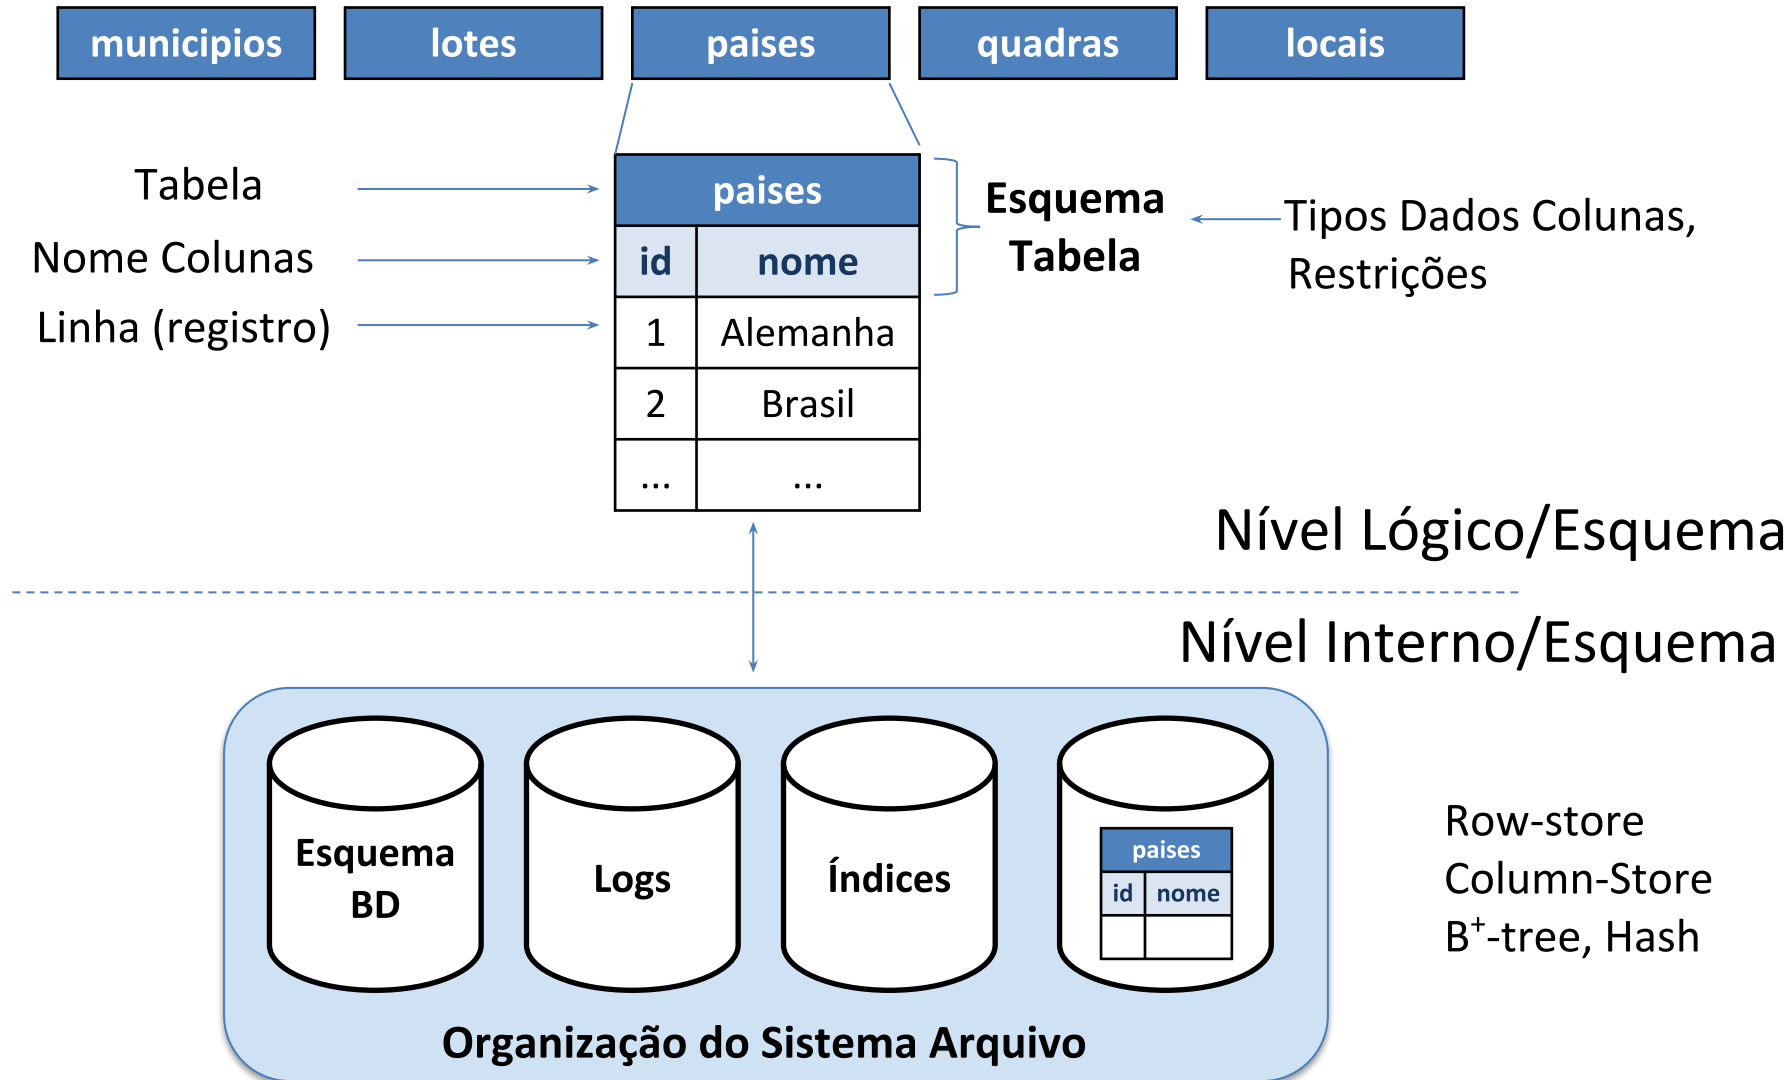 municipios
lotes
paises
quadras
locais
Tabela
Nome Colunas
Linha (registro)
paises
id nome
1 Alemanha
2 Brasil
... ...
Esquema
Tabela
Tipos Dados Colunas,
Restrições
Nível Lógico/Esquema
Nível Interno/Esquema
Esquema
BD
Logs
Índices
paises
id nome
Organização do Sistema Arquivo
Row-store
Column-Store
B⁺-tree, Hash